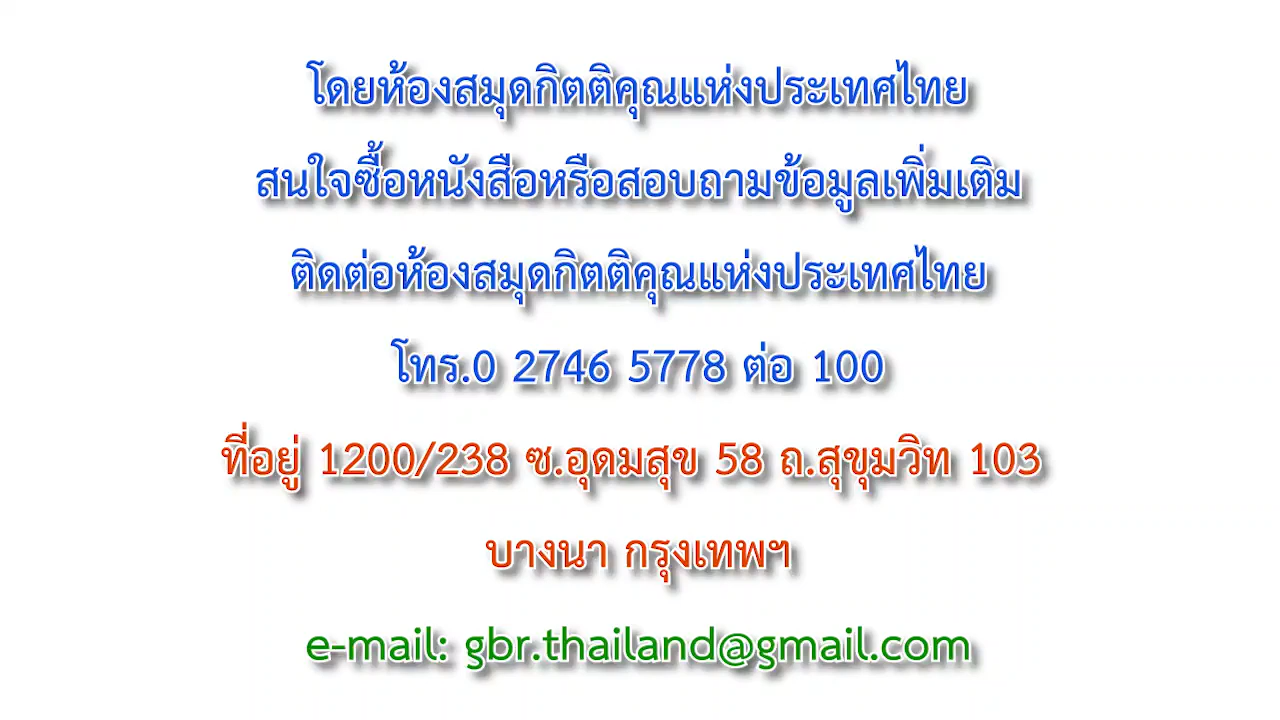 โดยห้องสมุดกิตติคุณแห่งประเทศไทย
สนใจซื้อหนังสือหรือสอบถามข้อมูลเพิ่มเติม
ติดต่อห้องสมุดกิตติคุณแห่งประเทศไทย
โทร.0 2746 5778 ต่อ 100
ที่อยู่ 1200/238 ซ.อุดมสุข 58 ถ.สุขุมวิท 103
บางนา กรุงเทพฯ
e-mail: gbr.thailand@gmail.com